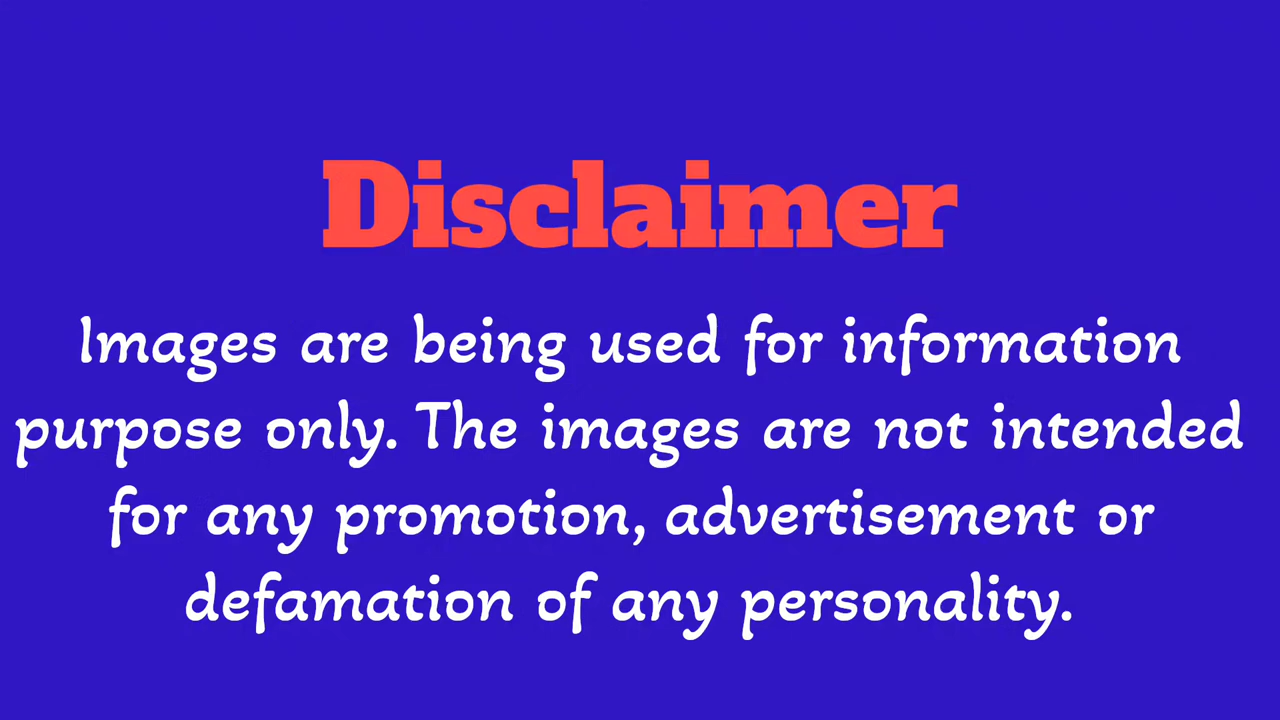 Disclaimer
Images are being used for information
purpose only. The images are not intended
for any promotion, advertisement or
defamation of any personality.